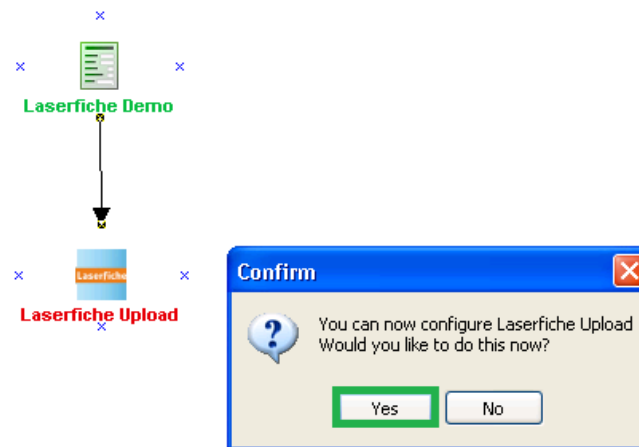 Laserfiche Demo
Laserfiche
Laserfiche Upload
Confirm
You can now configure Laserfiche Upload
Would you like to do this now?
Yes
No